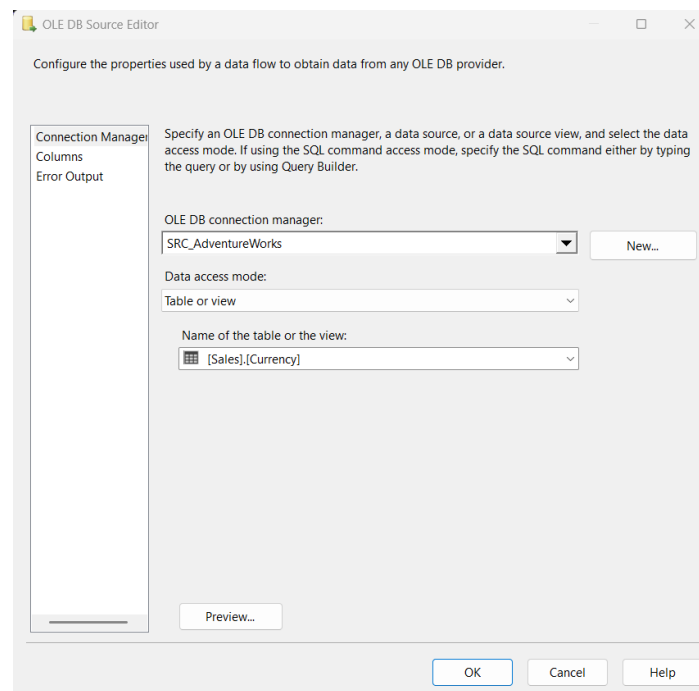 OLE DB Source Editor
Configure the properties used by a data flow to obtain data from any OLE DB provider.
Connection Manager
Columns
Error Output
Specify an OLE DB connection manager, a data source, or a data source view, and select the data
access mode. If using the SQL command access mode, specify the SQL command either by typing
the query or by using Query Builder.
OLE DB connection manager:
SRC_AdventureWorks
New...
Data access mode:
Table or view
Name of the table or the view:
[Sales].[Currency]
Preview...
OK
Cancel
Help